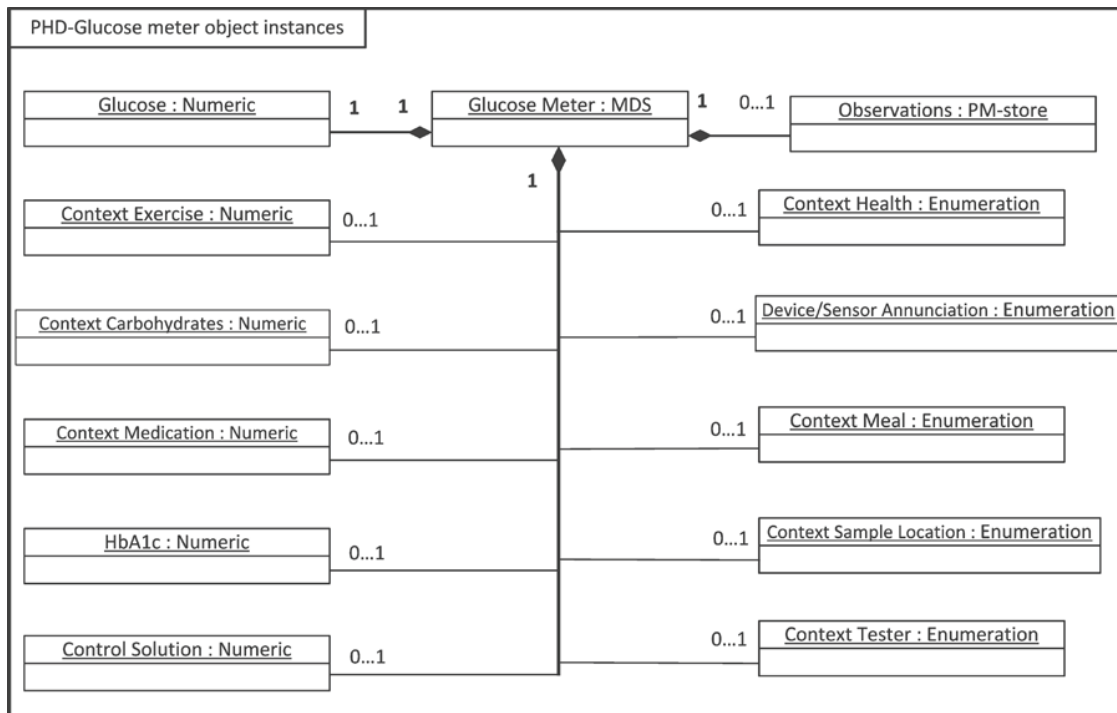 PHD-Glucose meter object instances
Glucose : Numeric
1
1
Glucose Meter : MDS
1
0...1
Observations : PM-store
1
Context Exercise : Numeric
0...1
0...1
Context Health : Enumeration
Context Carbohydrates : Numeric
0...1
0...1
Device/Sensor Annunciation : Enumeration
Context Medication : Numeric
0...1
0...1
Context Meal : Enumeration
HbA1c : Numeric
0...1
0...1
Context Sample Location : Enumeration
Control Solution : Numeric
0...1
0...1
Context Tester : Enumeration